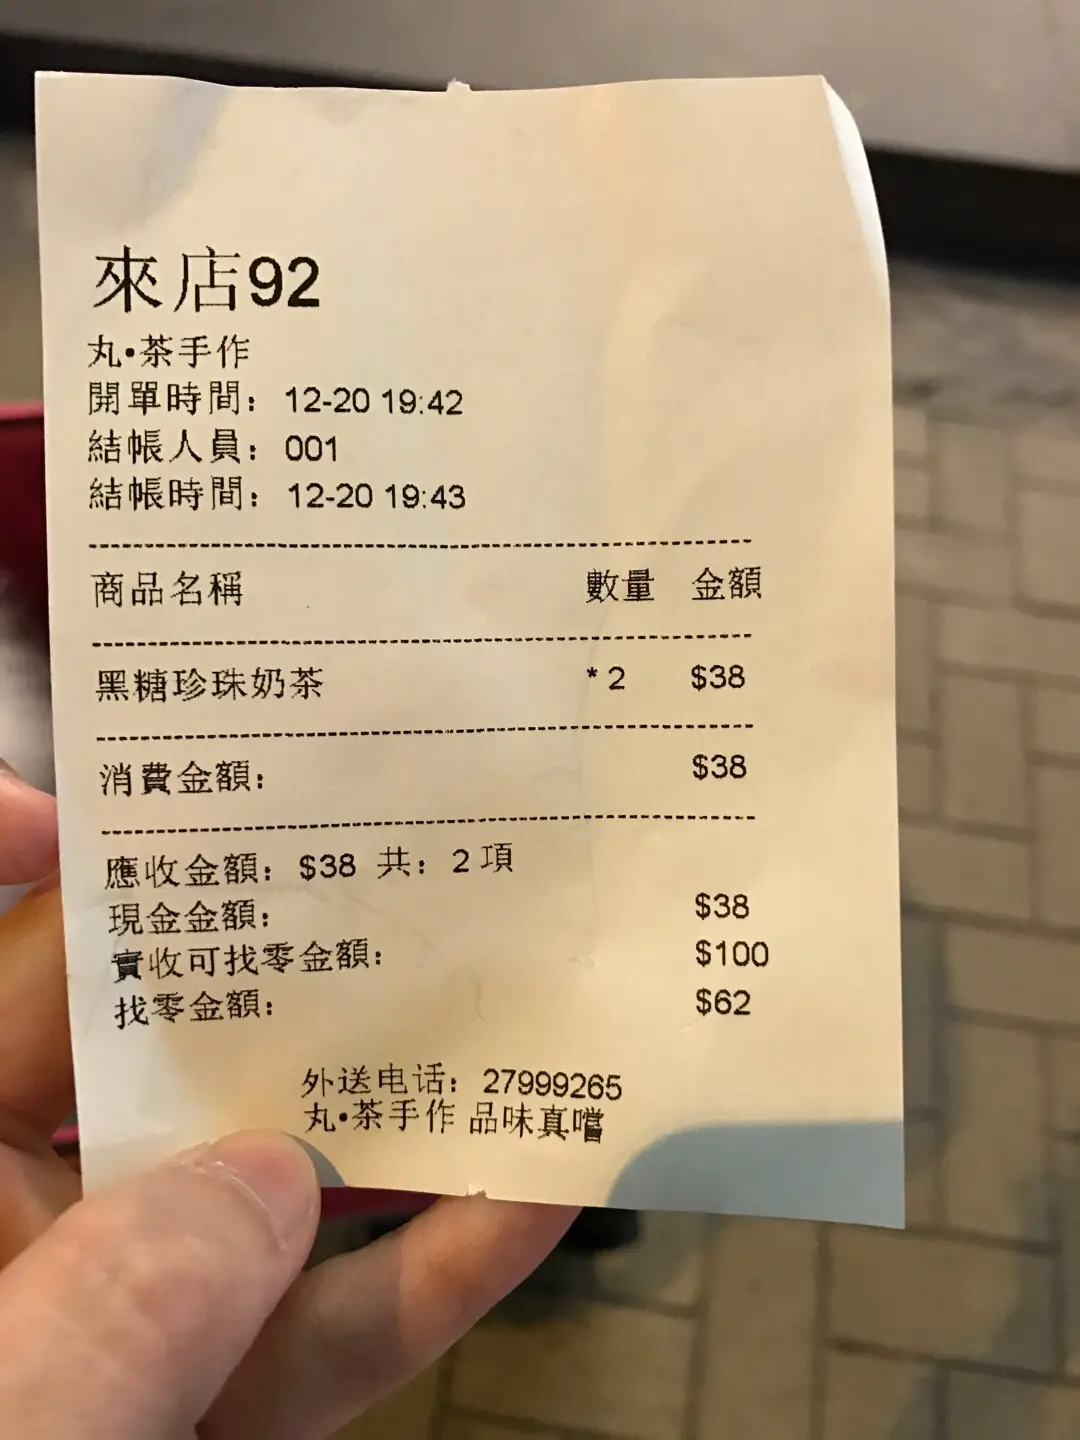 來店92
丸•茶手作
開單時間： 12-20 19:42
結帳人員： 001
結帳時間： 12-20 19:43
商品名稱 數量 金額
黑糖珍珠奶茶 * 2 $38
消費金額： $38
應收金額： $38 共： 2 項
現金金額： $38
實收可找零金額： $100
找零金額： $62
外送电话： 27999265
丸•茶手作 品味真嚐